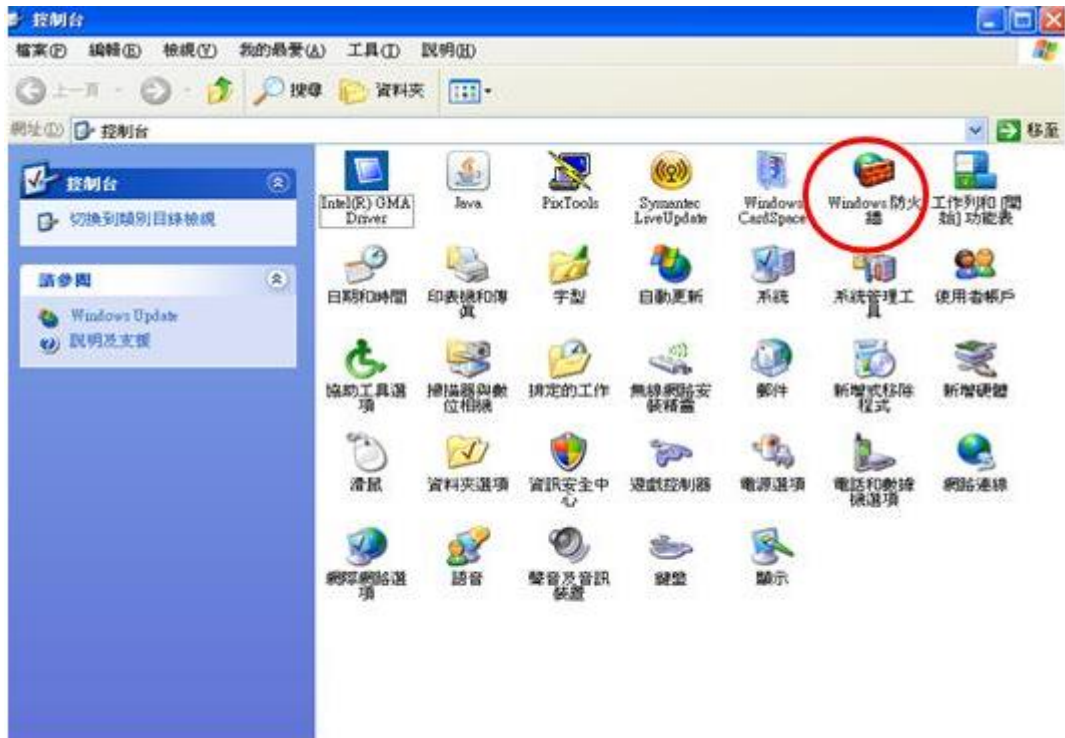 控制台
檔案(F) 編輯(E) 檢視(V) 我的最愛(A) 工具(T) 說明(H)
上一頁 搜尋 資料夾
網址(D) 控制台 移至
控制台
切換到類別目錄檢視
請參閱
Windows Update
說明及支援
Intel(R) GMA
Driver
Java
PixTools
Symantec
LiveUpdate
Windows
CardSpace
Windows 防火
牆
工作列和 [開
始] 功能表
日期和時間
印表機和傳
真
字型
自動更新
系統
系統管理工
具
使用者帳戶
協助工具選
項
掃描器與數
位相機
排定的工作
無線網路安
裝精靈
郵件
新增或移除
程式
新增硬體
滑鼠
資料夾選項
資訊安全中
心
遊戲控制器
電源選項
電話和數據
機選項
網路連線
網際網路選
項
語音
聲音及音訊
裝置
鍵盤
顯示